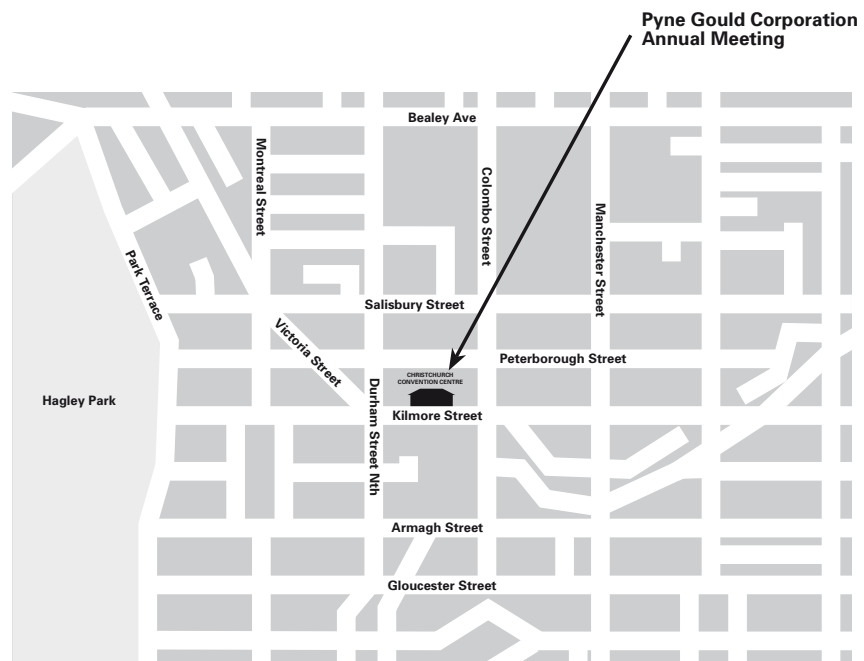 Pyne Gould Corporation
Annual Meeting
Bealey Ave
Montreal Street
Colombo Street
Manchester Street
Park Terrace
Salisbury Street
Victoria Street
Peterborough Street
CHRISTCHURCH
CONVENTION CENTRE
Durham Street Nth
Hagley Park
Kilmore Street
Armagh Street
Gloucester Street